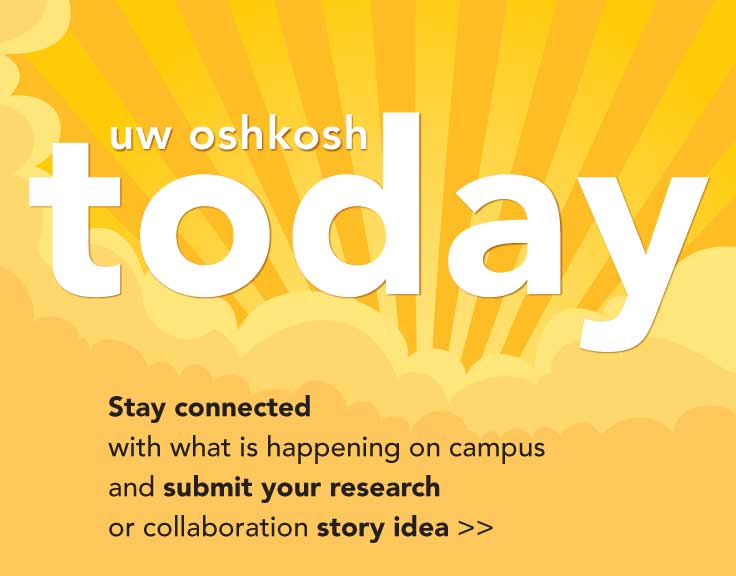 uw oshkosh
today
Stay connected
with what is happening on campus
and submit your research
or collaboration story idea >>